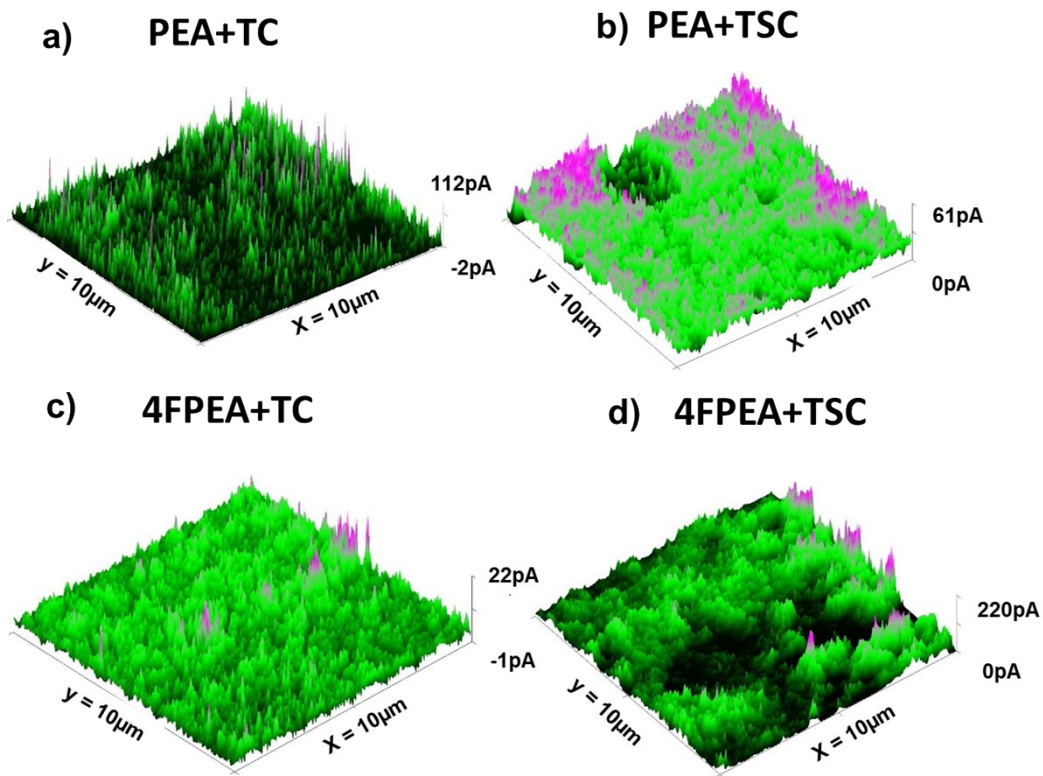 a) PEA+TC
112pA
-2pA
y = 10µm
X = 10µm
b) PEA+TSC
61pA
0pA
y = 10µm
X = 10µm
c) 4FPEA+TC
22pA
-1pA
y = 10µm
X = 10µm
d) 4FPEA+TSC
220pA
0pA
y = 10µm
X = 10µm